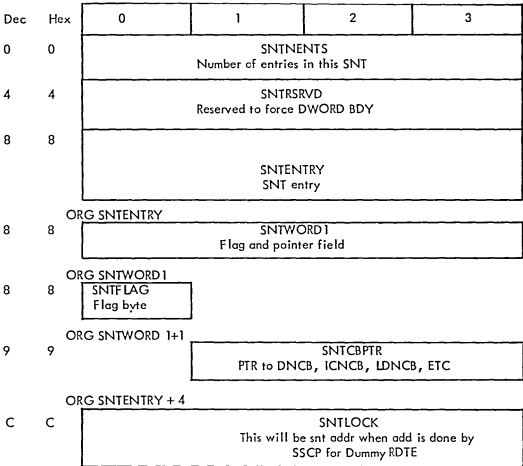 Dec Hex 0 1 2 3
0 0 SNTNENTS
Number of entries in this SNT
4 4 SNTRSRVD
Reserved to force DWORD BDY
8 8
SNTENTRY
SNT entry
ORG SNTENTRY
8 8 SNTWORD1
Flag and pointer field
ORG SNTWORD1
8 8 SNTFLAG
Flag byte
ORG SNTWORD 1+1
9 9 SNTCBPTR
PTR to DNCB, ICNCB, LDNCB, ETC
ORG SNTENTRY + 4
C C SNTLOCK
This will be snt addr when add is done by
SSCP for Dummy RDTE